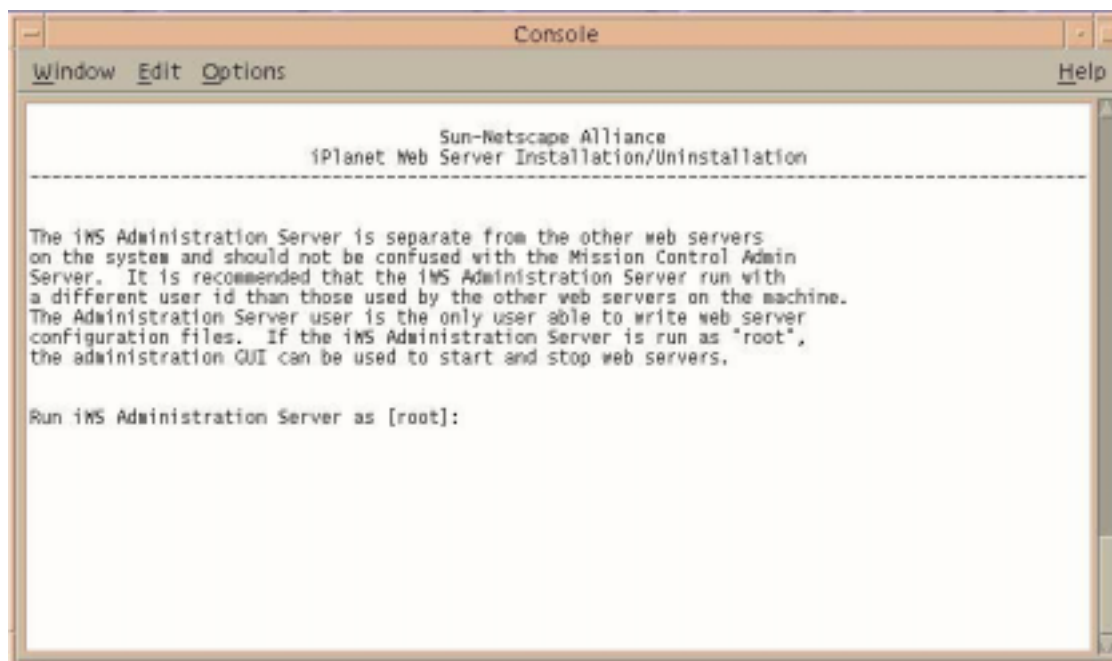 Console
Window Edit Options Help
Sun-Netscape Alliance
iPlanet Web Server Installation/Uninstallation
--------------------------------------------------------------------------------
The iWS Administration Server is separate from the other web servers
on the system and should not be confused with the Mission Control Admin
Server.  It is recommended that the iWS Administration Server run with
a different user id than those used by the other web servers on the machine.
The Administration Server user is the only user able to write web server
configuration files.  If the iWS Administration Server is run as "root",
the administration GUI can be used to start and stop web servers.
Run iWS Administration Server as [root]: